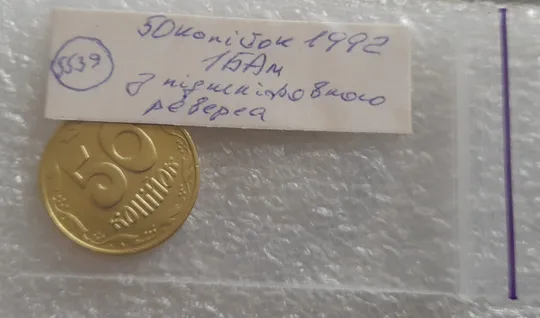 50 копійок 1992
1БАм
5539
З підшліфовкою
реверса
50
КОПІЙОК